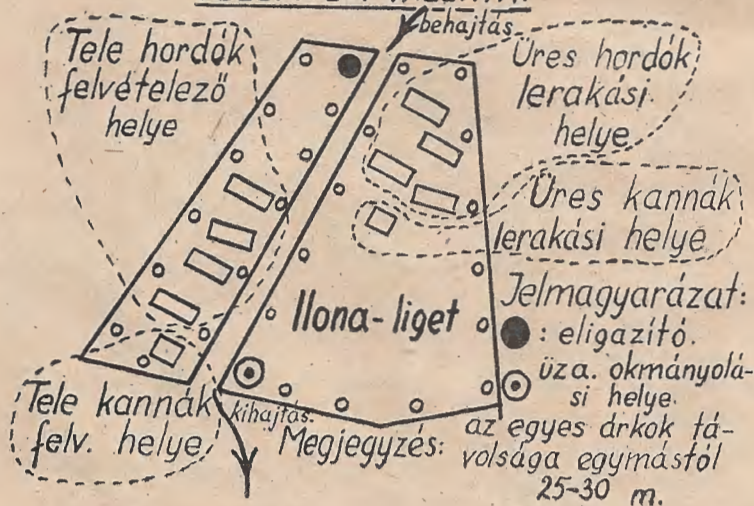 behajtás.
Tele hordók
felvételező
helye
Üres hordók
lerakási
helye
Üres kannák
lerakási helye
Ilona-liget
Jelmagyarázat:
: eligazító.
üza. okmányolá-
si helye.
Tele kannák
felv. helye
kihajtás.
Megjegyzés: az egyes árkok tá-
volsága egymástól
25-30 m.